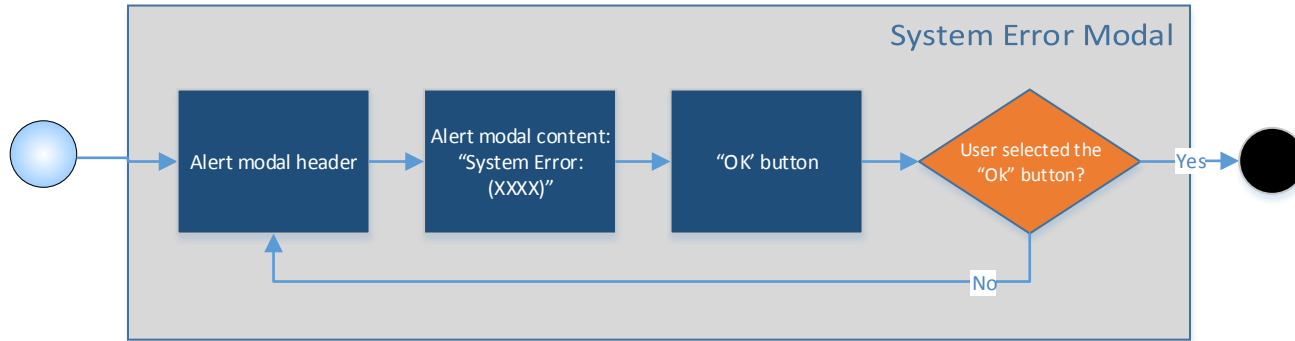 System Error Modal
Alert modal header
Alert modal content:
“System Error:
(XXXX)”
“OK’ button
User selected the
“Ok” button?
Yes
No